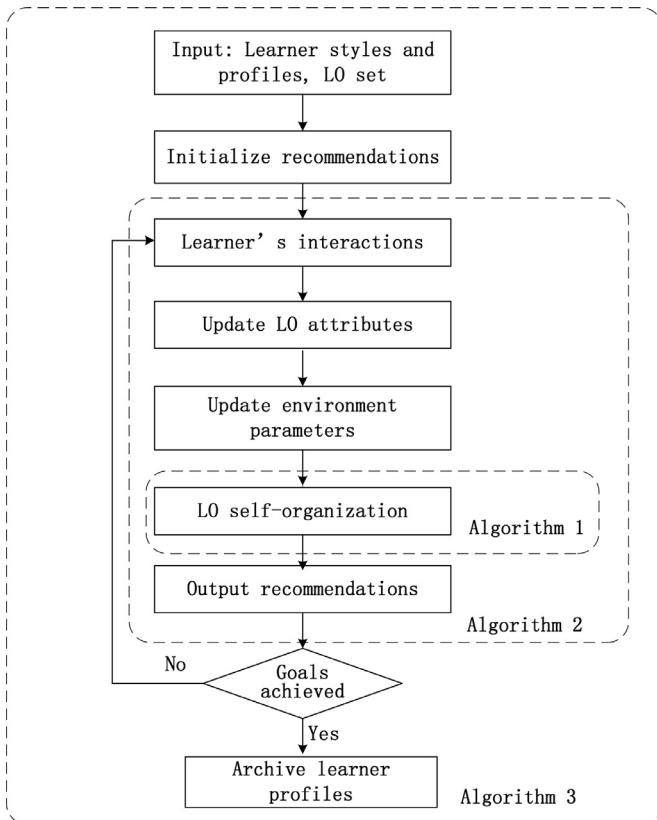 Input: Learner styles and
profiles, LO set
Initialize recommendations
Learner’s interactions
Update LO attributes
Update environment
parameters
LO self-organization
Algorithm 1
Output recommendations
Algorithm 2
No
Goals
achieved
Yes
Archive learner
profiles
Algorithm 3